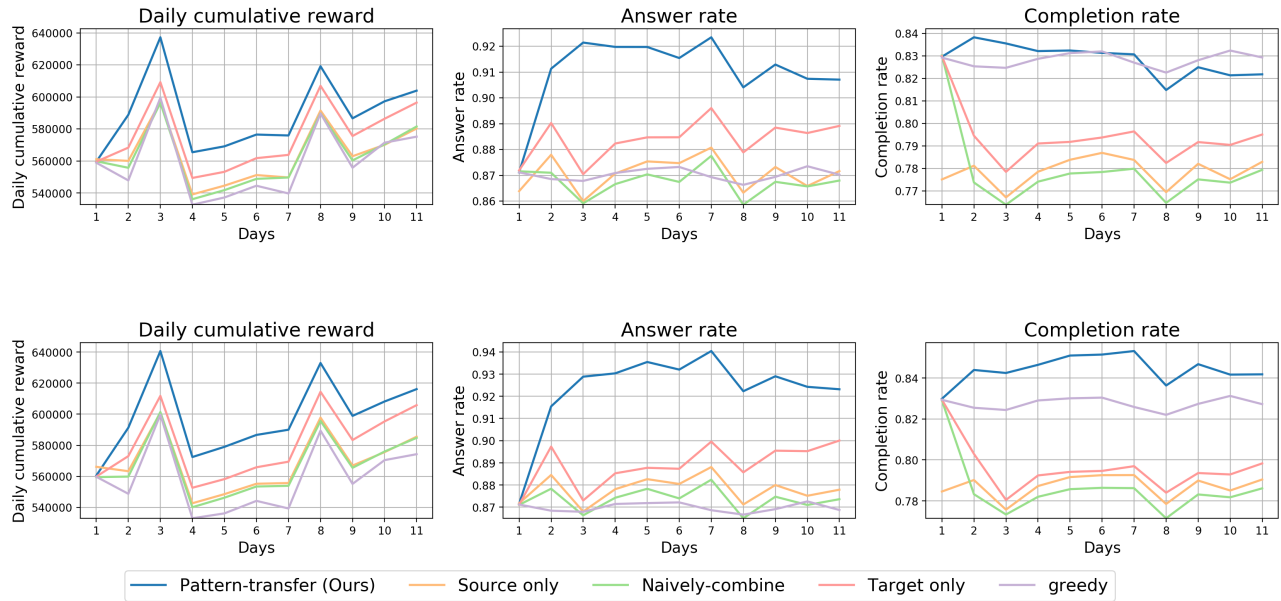 Daily cumulative reward
Answer rate
Completion rate
Daily cumulative reward
640000
620000
600000
580000
560000
540000
1 2 3 4 5 6 7 8 9 10 11
Days
Answer rate
0.92
0.91
0.90
0.89
0.88
0.87
0.86
1 2 3 4 5 6 7 8 9 10 11
Days
Completion rate
0.84
0.83
0.82
0.81
0.80
0.79
0.78
0.77
1 2 3 4 5 6 7 8 9 10 11
Days
Daily cumulative reward
Answer rate
Completion rate
Daily cumulative reward
640000
620000
600000
580000
560000
540000
1 2 3 4 5 6 7 8 9 10 11
Days
Answer rate
0.94
0.93
0.92
0.91
0.90
0.89
0.88
0.87
1 2 3 4 5 6 7 8 9 10 11
Days
Completion rate
0.84
0.82
0.80
0.78
1 2 3 4 5 6 7 8 9 10 11
Days
Pattern-transfer (Ours) Source only Naively-combine Target only greedy